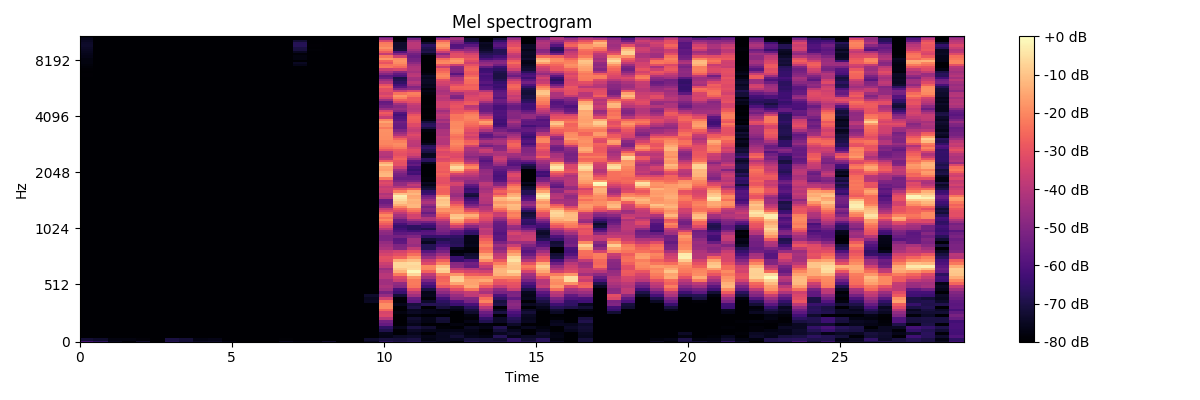 Mel spectrogram
+0 dB
8192
-10 dB
4096
-20 dB
-30 dB
2048
-40 dB
Hz
1024
-50 dB
-60 dB
512
-70 dB
0
-80 dB
0 5 10 15 20 25
Time